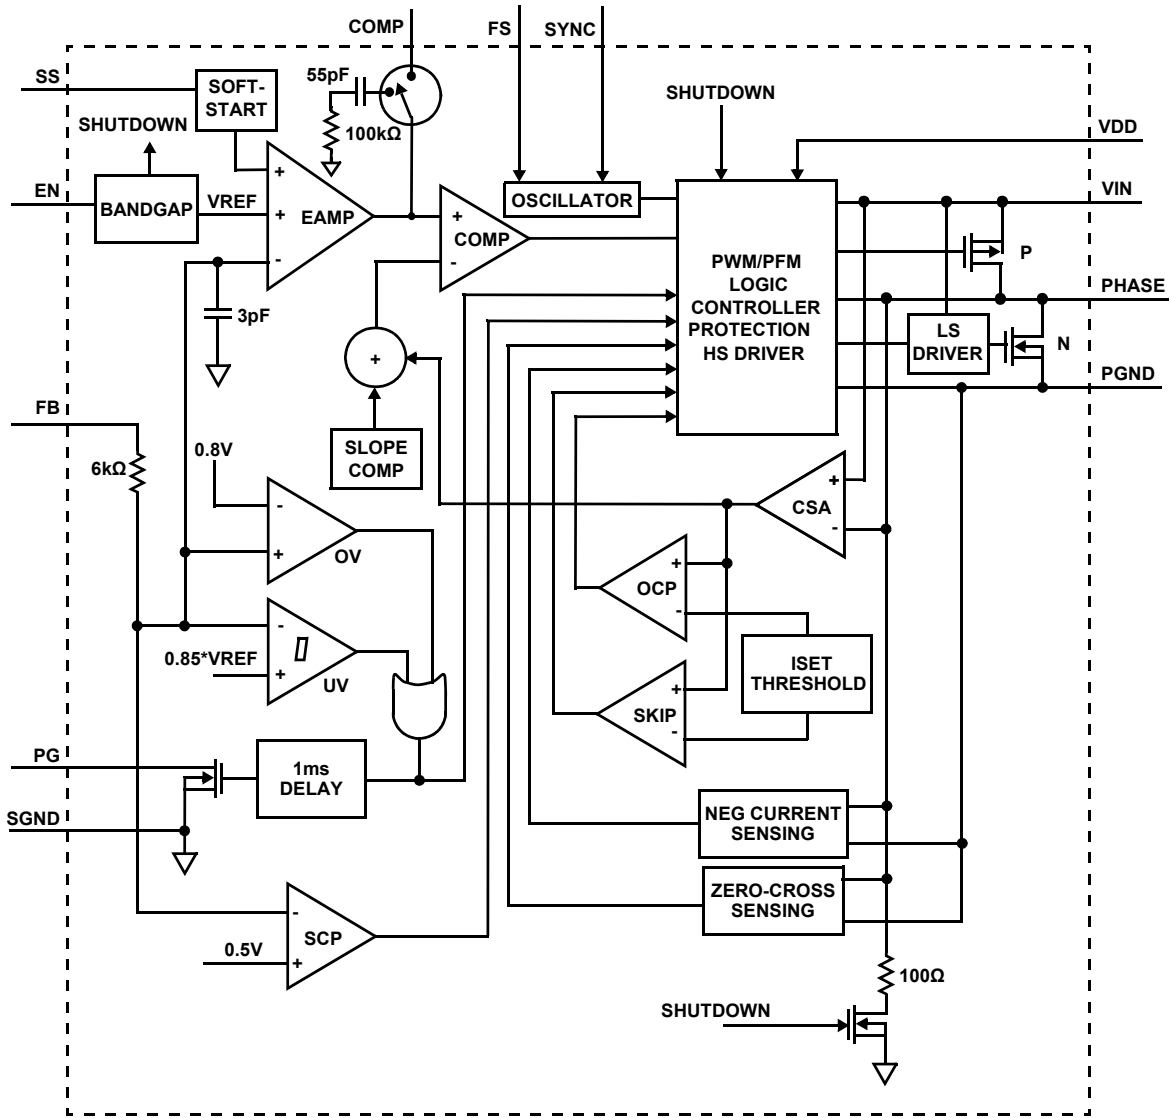 COMP
FS
SYNC
SS
SOFT-
START
55pF
100kΩ
SHUTDOWN
SHUTDOWN
VDD
EN
BANDGAP
VREF
+
+
-
EAMP
+
-
COMP
OSCILLATOR
VIN
PWM/PFM
LOGIC
CONTROLLER
PROTECTION
HS DRIVER
P
PHASE
3pF
+
LS
DRIVER
N
PGND
FB
6kΩ
0.8V
SLOPE
COMP
-
+
OV
+
-
CSA
+
-
OCP
-
+
UV
0.85*VREF
ISET
THRESHOLD
+
-
SKIP
PG
1ms
DELAY
SGND
NEG CURRENT
SENSING
ZERO-CROSS
SENSING
-
+
SCP
0.5V
100Ω
SHUTDOWN